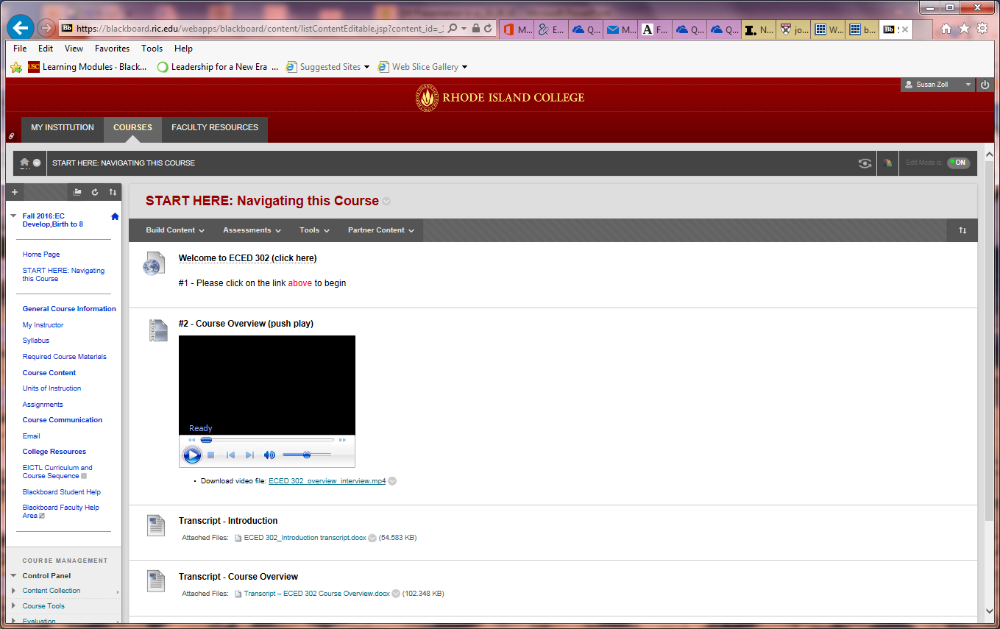 Bb https://blackboard.ric.edu/webapps/blackboard/content/listContentEditable.jsp?content_id=_
M... E... Q... M... F... Q... Q... N... jo... W... b...
File Edit View Favorites Tools Help
USC Learning Modules · Black... Leadership for a New Era ... Suggested Sites Web Slice Gallery
Susan Zoll
RHODE ISLAND COLLEGE
MY INSTITUTION COURSES FACULTY RESOURCES
START HERE: NAVIGATING THIS COURSE
Edit Mode is: ON
Fall 2016:EC
Develop,Birth to 8
Home Page
START HERE: Navigating
this Course
General Course Information
My Instructor
Syllabus
Required Course Materials
Course Content
Units of Instruction
Assignments
Course Communication
Email
College Resources
EICTL Curriculum and
Course Sequence
Blackboard Student Help
Blackboard Faculty Help
Area
COURSE MANAGEMENT
Control Panel
Content Collection
Course Tools
Evaluation
START HERE: Navigating this Course
Build Content Assessments Tools Partner Content
Welcome to ECED 302 (click here)
#1 - Please click on the link above to begin
#2 - Course Overview (push play)
Ready
• Download video file: ECED 302_overview_interview.mp4
Transcript - Introduction
Attached Files: ECED 302_Introduction transcript.docx (54.583 KB)
Transcript - Course Overview
Attached Files: Transcript – ECED 302 Course Overview.docx (102.348 KB)